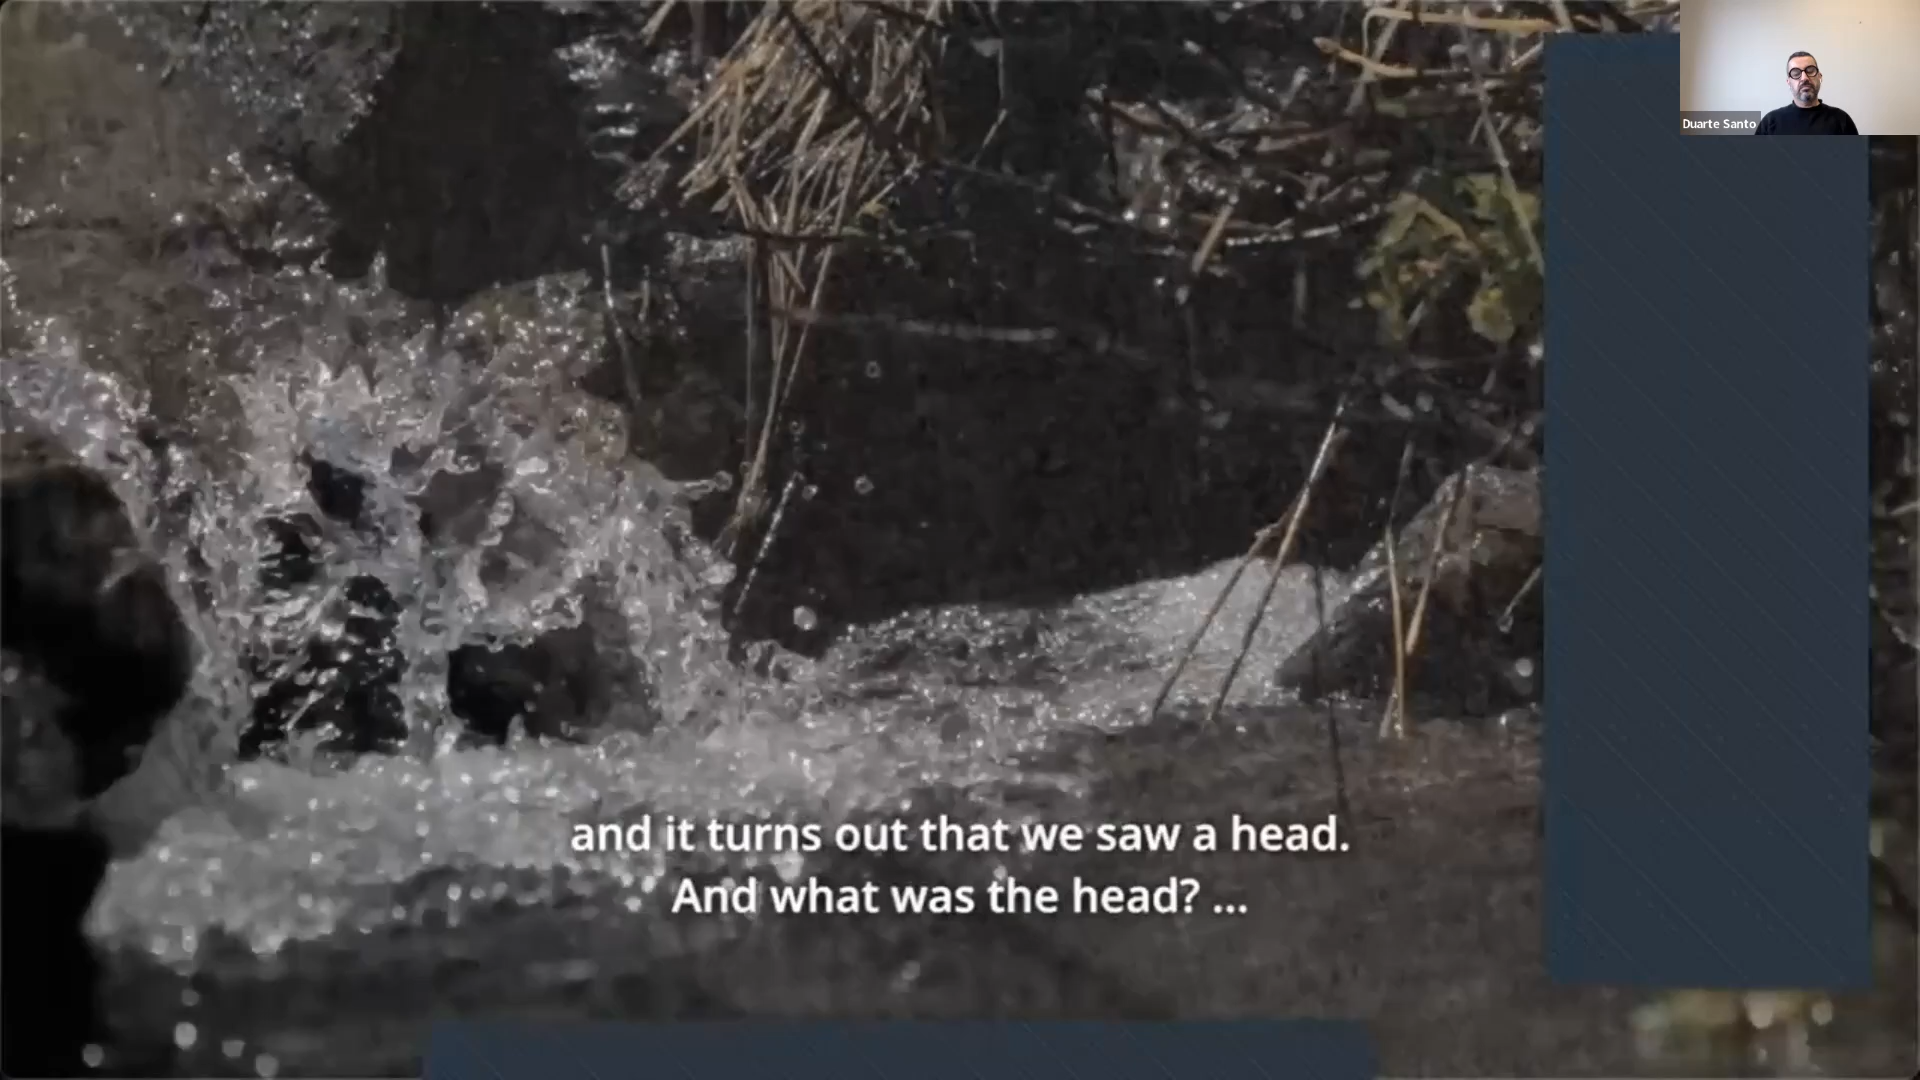 Duarte Santo
and it turns out that we saw a head.
And what was the head? ...